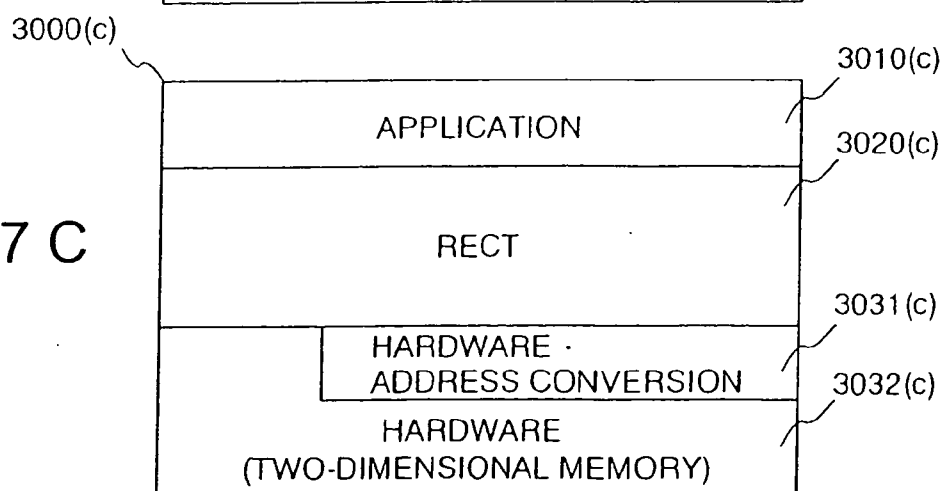 3000(c)
3010(c)
APPLICATION
3020(c)
7 C
RECT
3031(c)
HARDWARE
ADDRESS CONVERSION
3032(c)
HARDWARE
(TWO-DIMENSIONAL MEMORY)